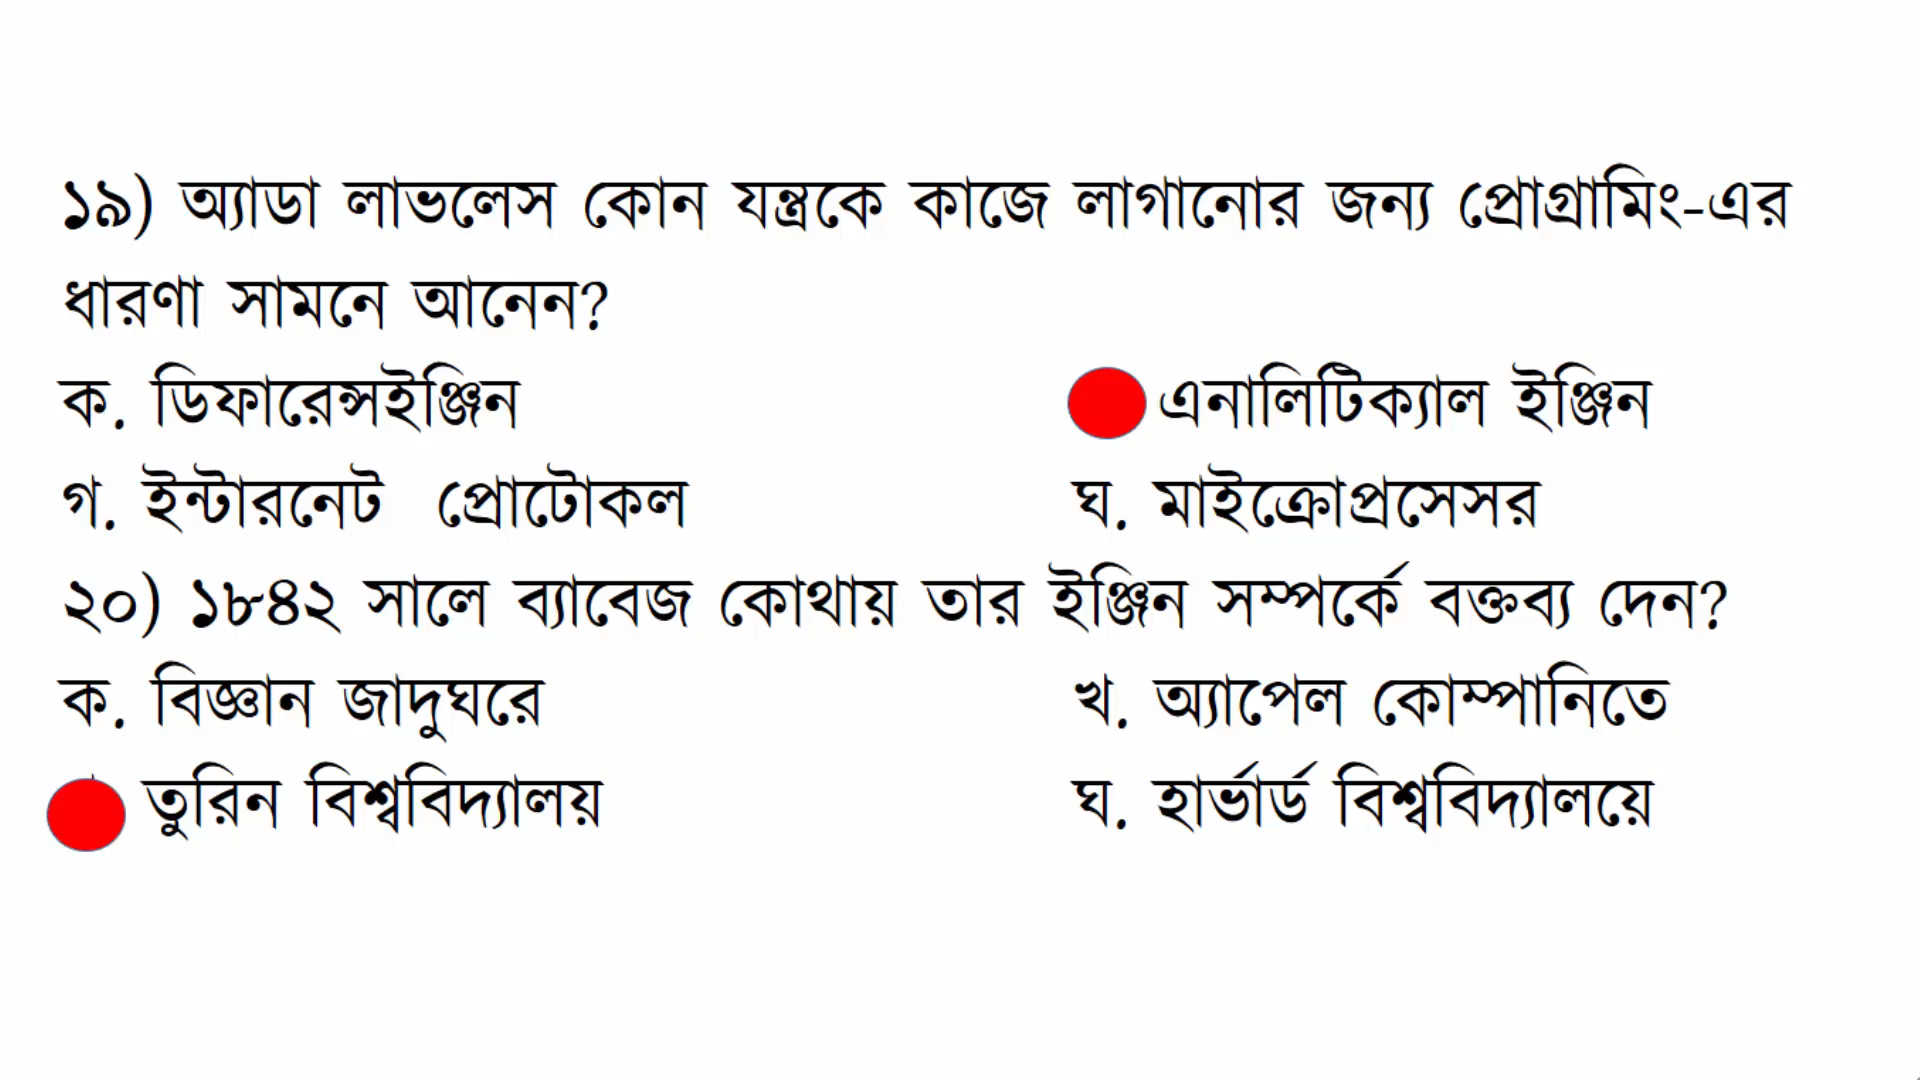 ১৯) অ্যাডা লাভলেস কোন যন্ত্রকে কাজে লাগানোর জন্য প্রোগ্রামিং-এর
ধারণা সামনে আনেন?
ক. ডিফারেন্সইঞ্জিন এনালিটিক্যাল ইঞ্জিন
গ. ইন্টারনেট প্রোটোকল ঘ. মাইক্রোপ্রসেসর
২০) ১৮৪২ সালে ব্যাবেজ কোথায় তার ইঞ্জিন সম্পর্কে বক্তব্য দেন?
ক. বিজ্ঞান জাদুঘরে খ. অ্যাপেল কোম্পানিতে
তুরিন বিশ্ববিদ্যালয় ঘ. হার্ভার্ড বিশ্ববিদ্যালয়ে